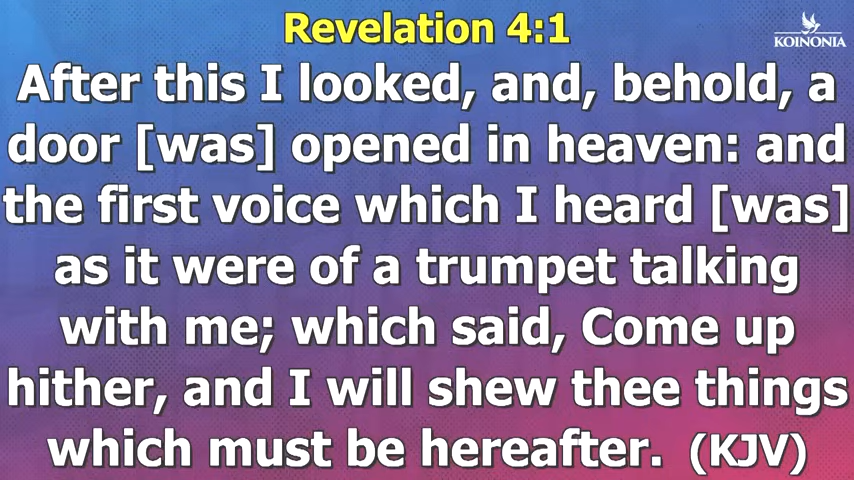 Revelation 4:1
KOINONIA
After this I looked, and, behold, a
door [was] opened in heaven: and
the first voice which I heard [was]
as it were of a trumpet talking
with me; which said, Come up
hither, and I will shew thee things
which must be hereafter. (KJV)